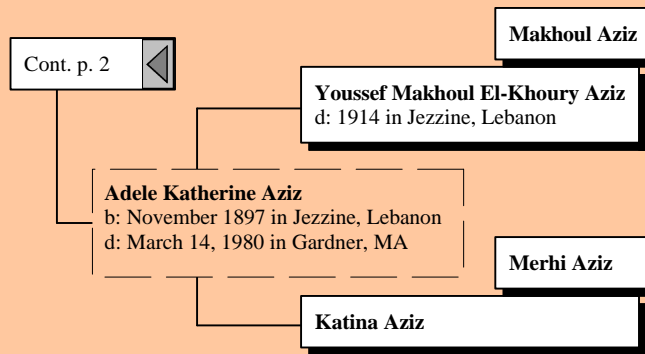 Makhoul Aziz
Cont. p. 2
Youssef Makhoul El-Khoury Aziz
d: 1914 in Jezzine, Lebanon
Adele Katherine Aziz
b: November 1897 in Jezzine, Lebanon
d: March 14, 1980 in Gardner, MA
Merhi Aziz
Katina Aziz